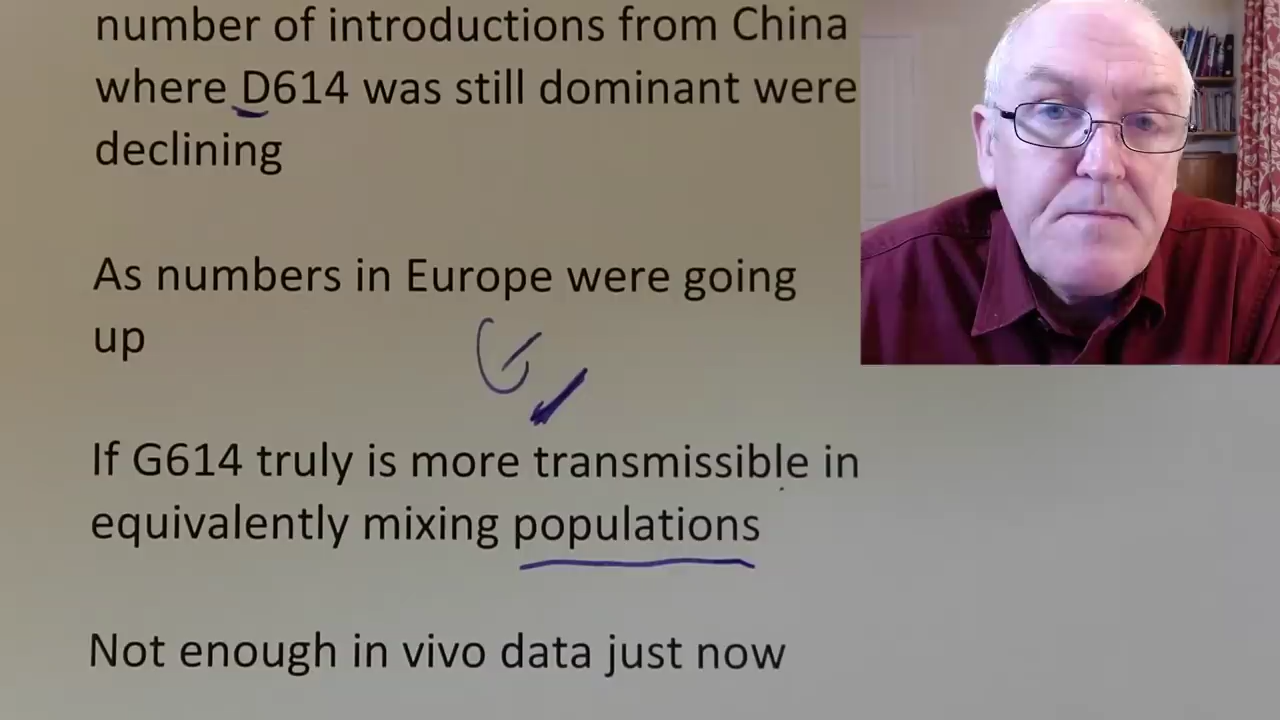 number of introductions from China
where D614 was still dominant were
declining
As numbers in Europe were going
up
G
If G614 truly is more transmissible in
equivalently mixing populations
Not enough in vivo data just now